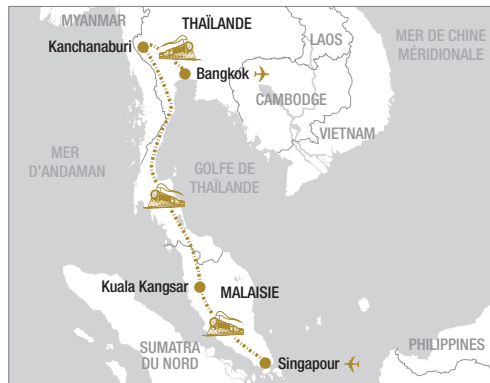 MYANMAR
THAÏLANDE
LAOS
MER DE CHINE
MÉRIDIONALE
Kanchanaburi
Bangkok
CAMBODGE
VIETNAM
MER
D'ANDAMAN
GOLFE DE
THAÏLANDE
Kuala Kangsar
MALAISIE
SUMATRA
DU NORD
Singapour
PHILIPPINES